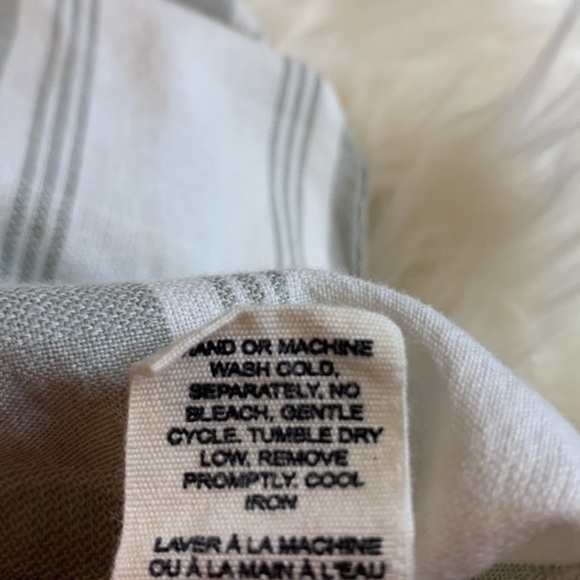 HAND OR MACHINE
WASH COLD,
SEPARATELY, NO
BLEACH, GENTLE
CYCLE. TUMBLE DRY
LOW. REMOVE
PROMPTLY. COOL
IRON
LAVER À LA MACHINE
OU À LA MAIN À L'EAU